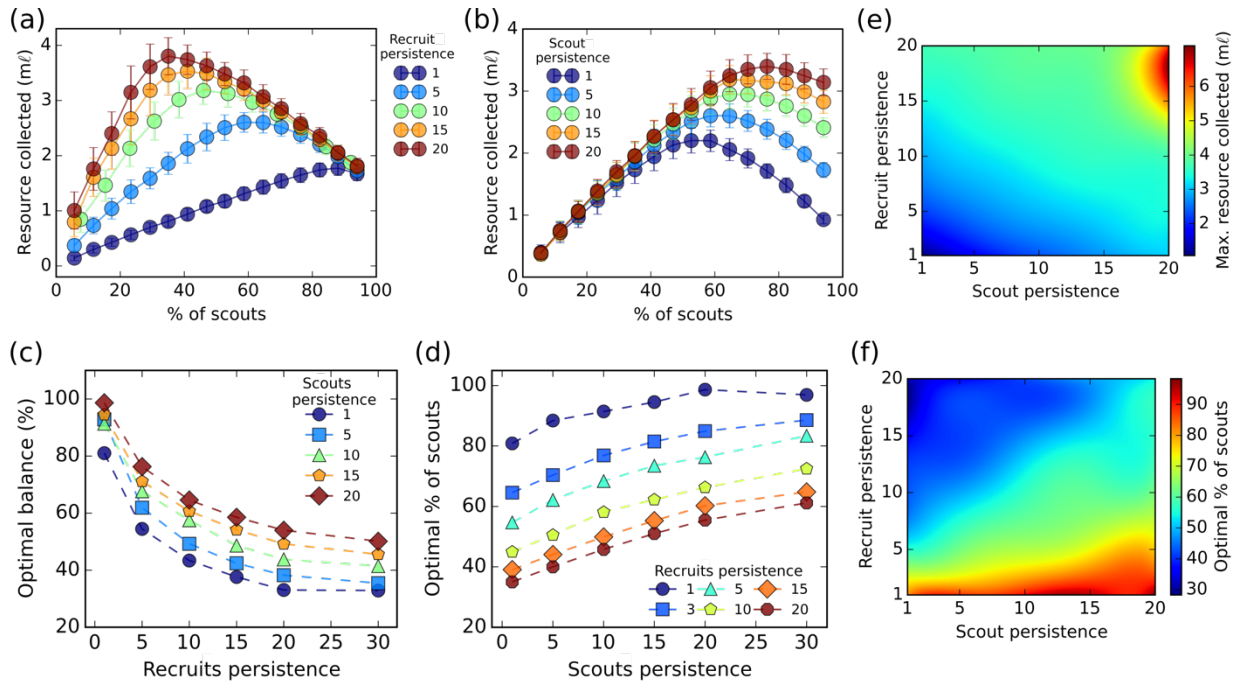 (a)
Resource collected (mℓ)
4
3
2
1
0
0 20 40 60 80 100
% of scouts
Recruit
persistence
1
5
10
15
20
(b)
Resource collected (mℓ)
4
3
2
1
0
0 20 40 60 80 100
% of scouts
Scout
persistence
1
5
10
15
20
(e)
Recruit persistence
20
15
10
5
1
1 5 10 15 20
Scout persistence
6
5
4
3
2
Max. resource collected (mℓ)
(c)
Optimal balance (%)
100
80
60
40
20
0 5 10 15 20 25 30
Recruits persistence
Scouts
persistence
1
5
10
15
20
(d)
Optimal % of scouts
100
80
60
40
20
0 5 10 15 20 25 30
Scouts persistence
Recruits persistence
1 5 15
3 10 20
(f)
Recruit persistence
20
15
10
5
1
1 5 10 15 20
Scout persistence
90
80
70
60
50
40
30
Optimal % of scouts